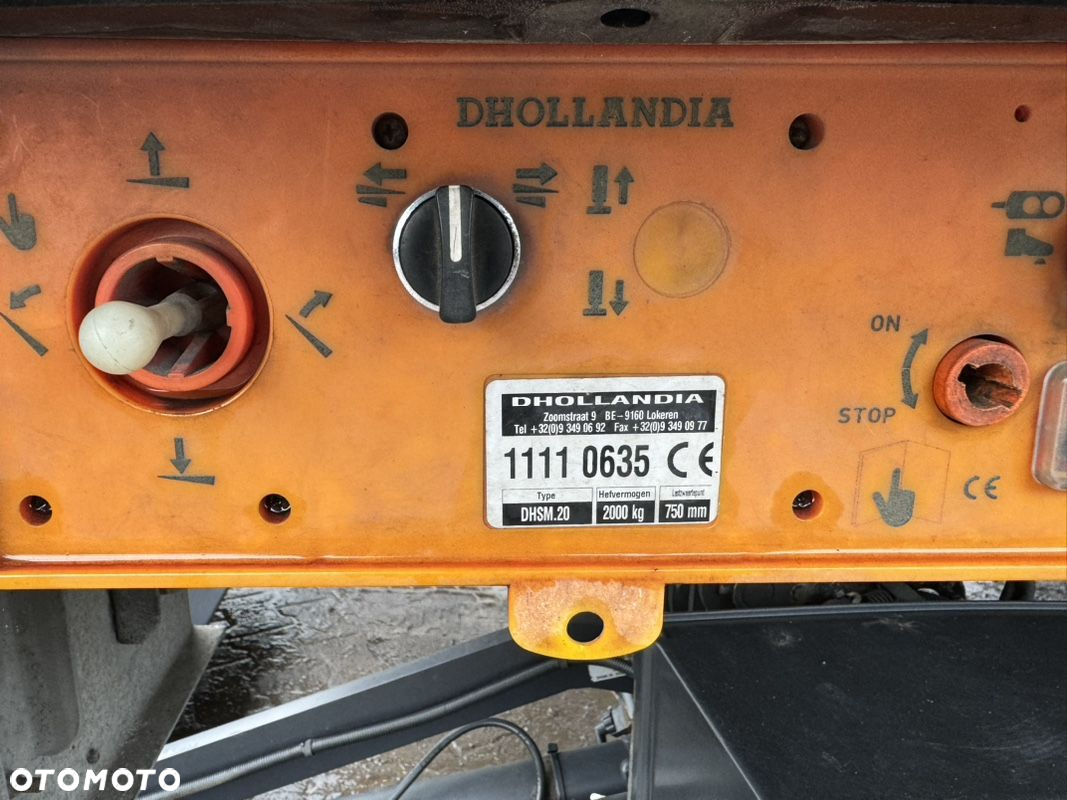 DHOLLANDIA
ON
STOP
DHOLLANDIA
Zoomstraat 9 BE-9160 Lokeren
Tel +32(0)9 349 06 92 Fax +32(0)9 349 09 77
1111 0635 CE
Type Hefvermogen Lastzwaartepunt
DHSM.20 2000 kg 750 mm
CE
OTOMOTO